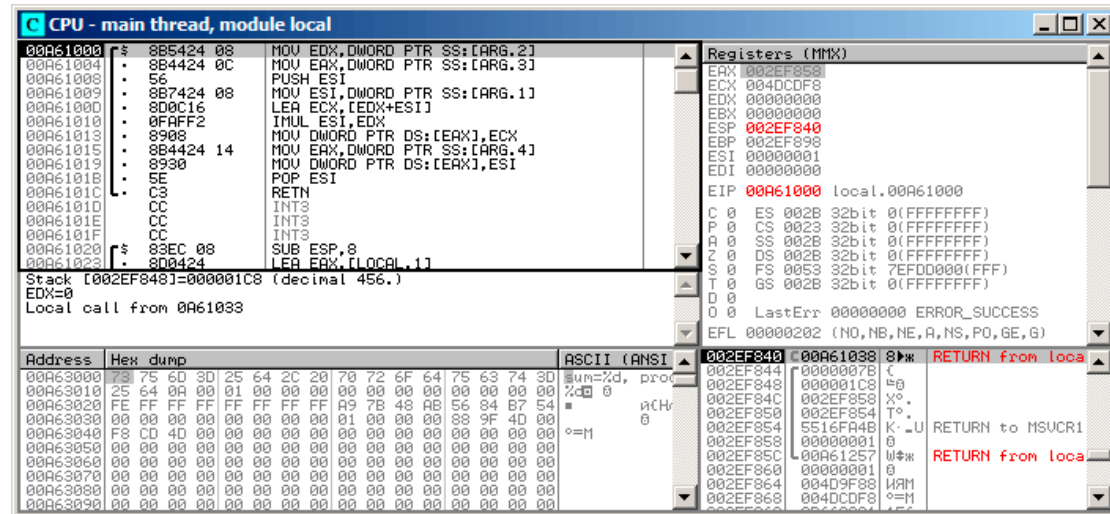 C CPU - main thread, module local
00A61000 $ 8B5424 08 MOV EDX,DWORD PTR SS:[ARG.2]
00A61004 . 8B4424 0C MOV EAX,DWORD PTR SS:[ARG.3]
00A61008 . 56 PUSH ESI
00A61009 . 8B7424 08 MOV ESI,DWORD PTR SS:[ARG.1]
00A6100D . 8D0C16 LEA ECX,[EDX+ESI]
00A61010 . 0FAFF2 IMUL ESI,EDX
00A61013 . 8908 MOV DWORD PTR DS:[EAX],ECX
00A61015 . 8B4424 14 MOV EAX,DWORD PTR SS:[ARG.4]
00A61019 . 8930 MOV DWORD PTR DS:[EAX],ESI
00A6101B . 5E POP ESI
00A6101C . C3 RETN
00A6101D CC INT3
00A6101E CC INT3
00A6101F CC INT3
00A61020 $ 83EC 08 SUB ESP,8
00A61023 . 8D0424 LEA EAX,[LOCAL.1]
Stack [002EF848]=000001C8 (decimal 456.)
EDX=0
Local call from 0A61033
Registers (MMX)
EAX 002EF858
ECX 004DCDF8
EDX 00000000
EBX 00000000
ESP 002EF840
EBP 002EF898
ESI 00000001
EDI 00000000
EIP 00A61000 local.00A61000
C 0 ES 002B 32bit 0(FFFFFFFF)
P 0 CS 0023 32bit 0(FFFFFFFF)
A 0 SS 002B 32bit 0(FFFFFFFF)
Z 0 DS 002B 32bit 0(FFFFFFFF)
S 0 FS 0053 32bit 7EFDD000(FFF)
T 0 GS 002B 32bit 0(FFFFFFFF)
D 0
O 0 LastErr 00000000 ERROR_SUCCESS
EFL 00000202 (NO,NB,NE,A,NS,PO,GE,G)
Address Hex dump ASCII (ANSI
00A63000 73 75 6D 3D 25 64 2C 20 70 72 6F 64 75 63 74 3D sum=%d, proc
00A63010 25 64 0A 00 01 00 00 00 00 00 00 00 00 00 00 00 %d
00A63020 FE FF FF FF FF FF FF FF A9 7B 48 AB 56 84 B7 54
00A63030 00 00 00 00 00 00 00 00 01 00 00 00 88 9F 4D 00
00A63040 F8 CD 4D 00 00 00 00 00 00 00 00 00 00 00 00 00 °=M
00A63050 00 00 00 00 00 00 00 00 00 00 00 00 00 00 00 00
00A63060 00 00 00 00 00 00 00 00 00 00 00 00 00 00 00 00
00A63070 00 00 00 00 00 00 00 00 00 00 00 00 00 00 00 00
00A63080 00 00 00 00 00 00 00 00 00 00 00 00 00 00 00 00
00A63090 00 00 00 00 00 00 00 00 00 00 00 00 00 00 00 00
002EF840 00A61038 8►ж RETURN from loca
002EF844 0000007B {
002EF848 000001C8
002EF84C 002EF858 X°.
002EF850 002EF854 T°.
002EF854 5516FA4B RETURN to MSVCR1
002EF858 00000001
002EF85C 00A61257 W‡ж RETURN from loca
002EF860 00000001
002EF864 004D9F88 ИЯM
002EF868 004DCDF8 °=M